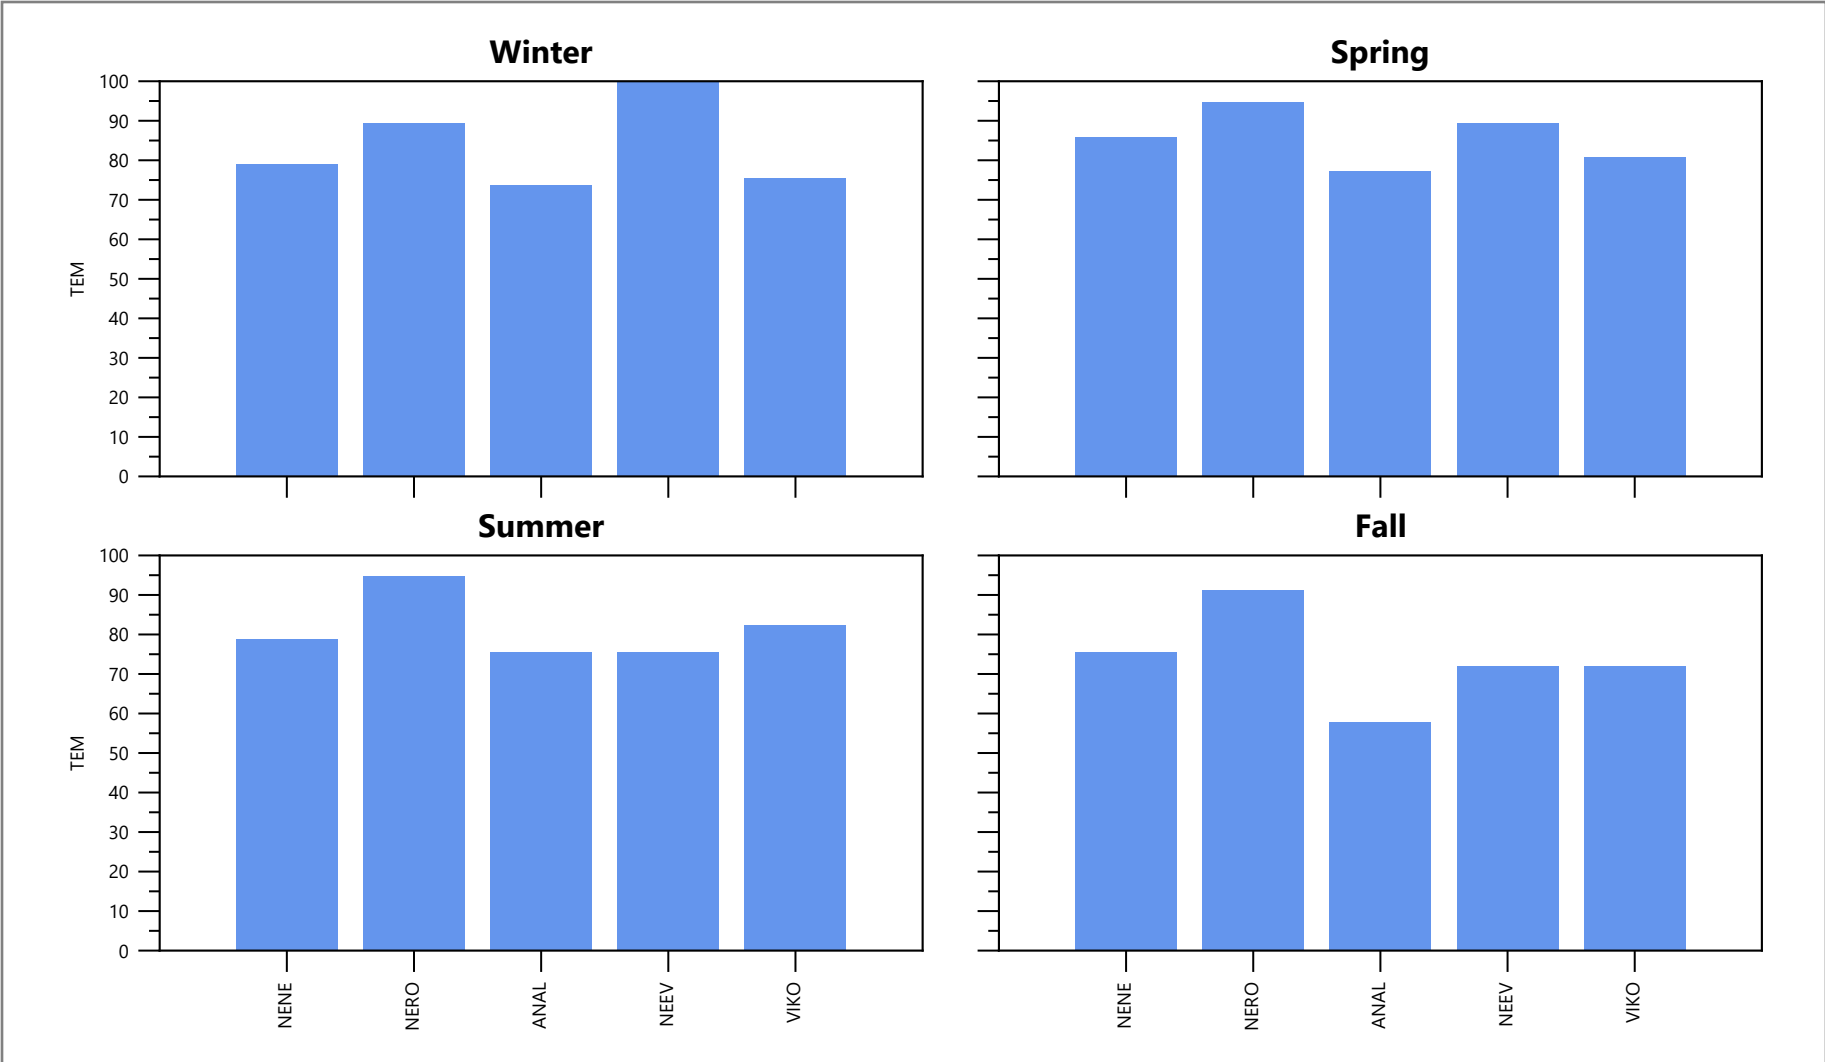 Winter
Spring
100
90
80
70
60
50
40
30
20
10
0
TEM
Summer
Fall
100
90
80
70
60
50
40
30
20
10
0
TEM
NENE
NERO
ANAL
NEEV
VIKO
NENE
NERO
ANAL
NEEV
VIKO